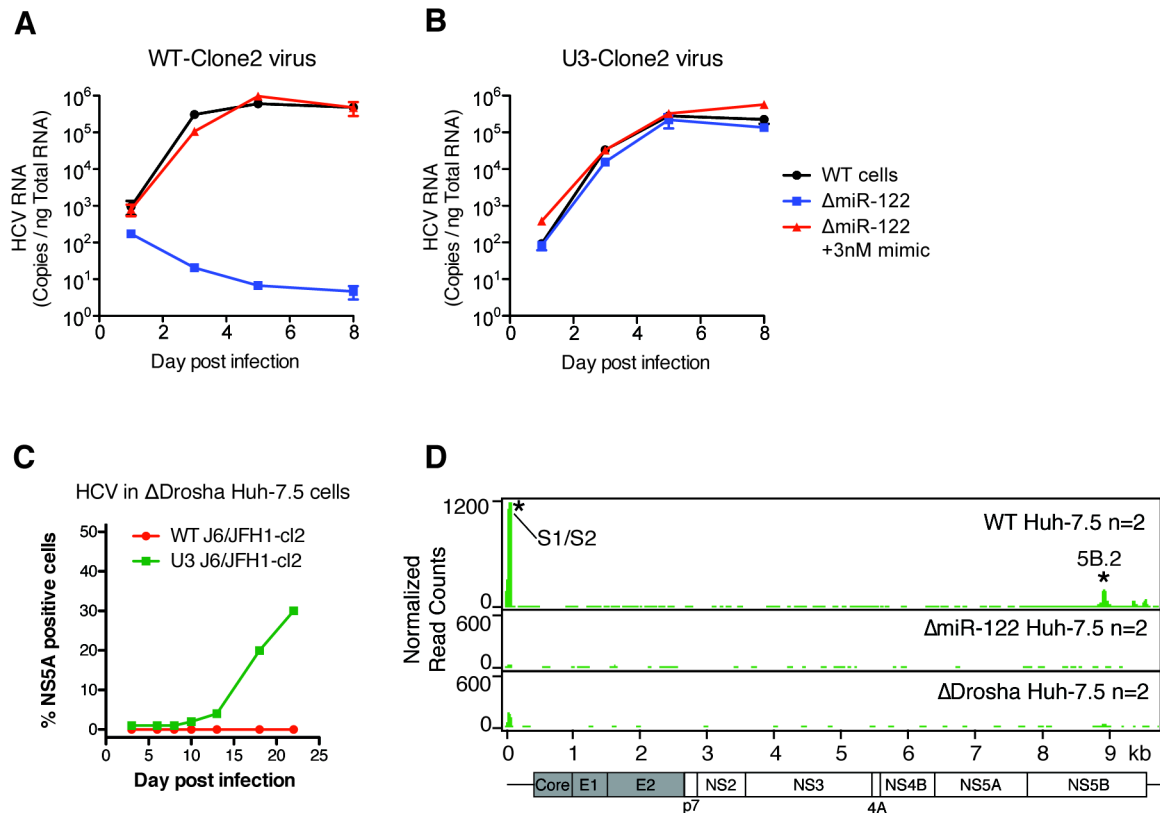 A
WT-Clone2 virus
HCV RNA
(Copies / ng Total RNA)
10^6
10^5
10^4
10^3
10^2
10^1
10^0
0 2 4 6 8
Day post infection
B
U3-Clone2 virus
HCV RNA
(Copies / ng Total RNA)
10^6
10^5
10^4
10^3
10^2
10^1
10^0
0 2 4 6 8
Day post infection
WT cells
ΔmiR-122
ΔmiR-122
+3nM mimic
C
HCV in ΔDrosha Huh-7.5 cells
WT J6/JFH1-cl2
U3 J6/JFH1-cl2
% NS5A positive cells
50
40
30
20
10
0
0 5 10 15 20 25
Day post infection
D
Normalized
Read Counts
1200
0
*
S1/S2
WT Huh-7.5 n=2
5B.2
*
600
0
ΔmiR-122 Huh-7.5 n=2
600
0
ΔDrosha Huh-7.5 n=2
0 1 2 3 4 5 6 7 8 9 kb
Core E1 E2 NS2 NS3 NS4B NS5A NS5B
p7 4A